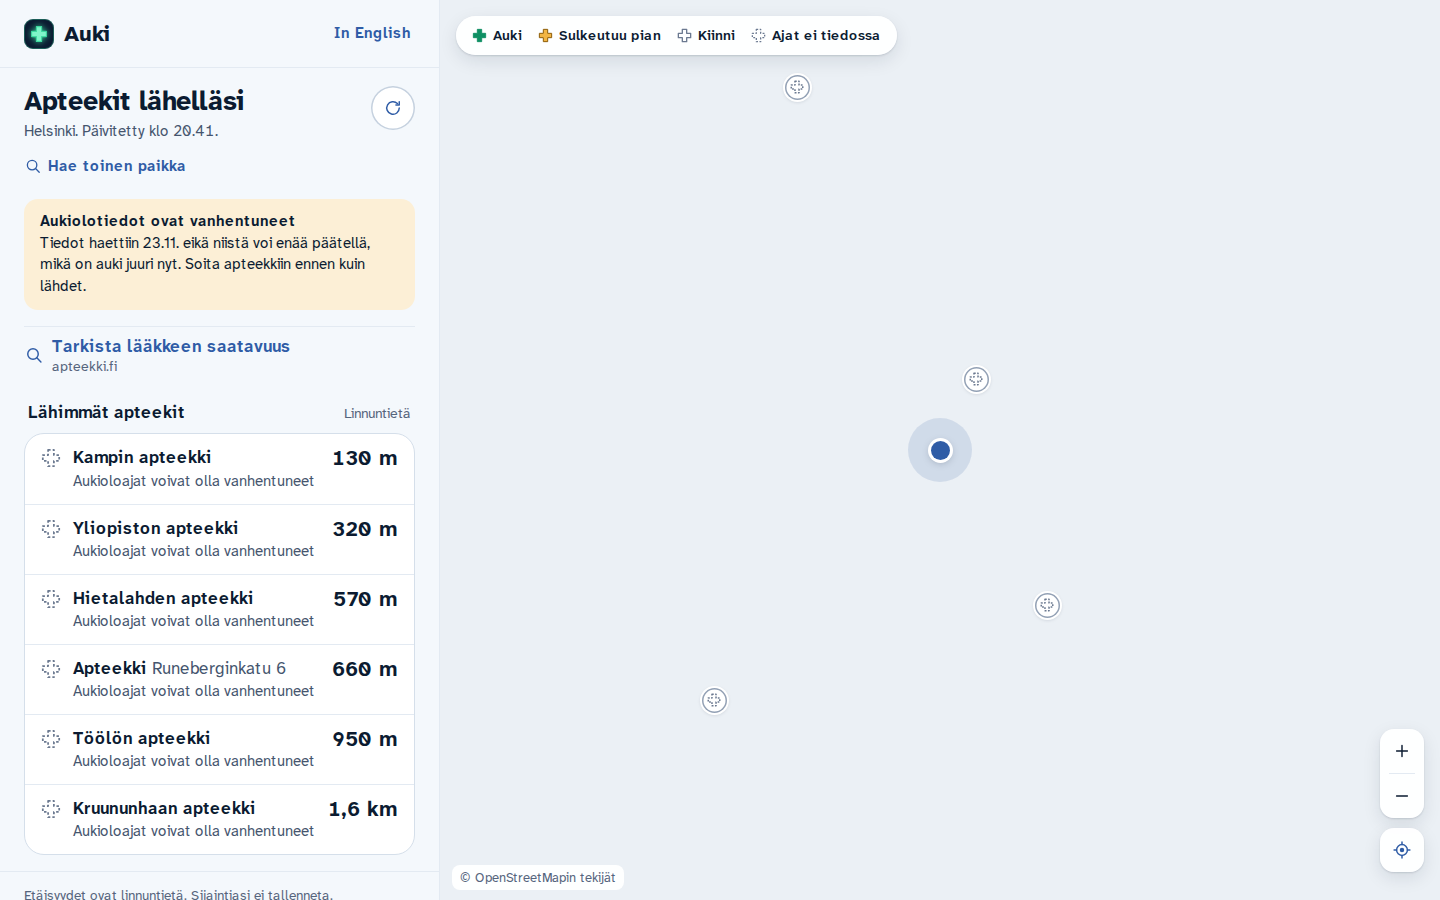 Auki
In English
Apteekit lähelläsi
Helsinki. Päivitetty klo 20.41.
Hae toinen paikka
Aukiolotiedot ovat vanhentuneet
Tiedot haettiin 23.11. eikä niistä voi enää päätellä,
mikä on auki juuri nyt. Soita apteekkiin ennen kuin
lähdet.
Tarkista lääkkeen saatavuus
apteekki.fi
Lähimmät apteekit
Linnuntietä
Kampin apteekki
130 m
Aukioloajat voivat olla vanhentuneet
Yliopiston apteekki
320 m
Aukioloajat voivat olla vanhentuneet
Hietalahden apteekki
570 m
Aukioloajat voivat olla vanhentuneet
Apteekki Runeberginkatu 6
660 m
Aukioloajat voivat olla vanhentuneet
Töölön apteekki
950 m
Aukioloajat voivat olla vanhentuneet
Kruununhaan apteekki
1,6 km
Aukioloajat voivat olla vanhentuneet
Etäisyydet ovat linnuntietä. Sijaintiasi ei tallenneta.
Auki
Sulkeutuu pian
Kiinni
Ajat ei tiedossa
© OpenStreetMapin tekijät